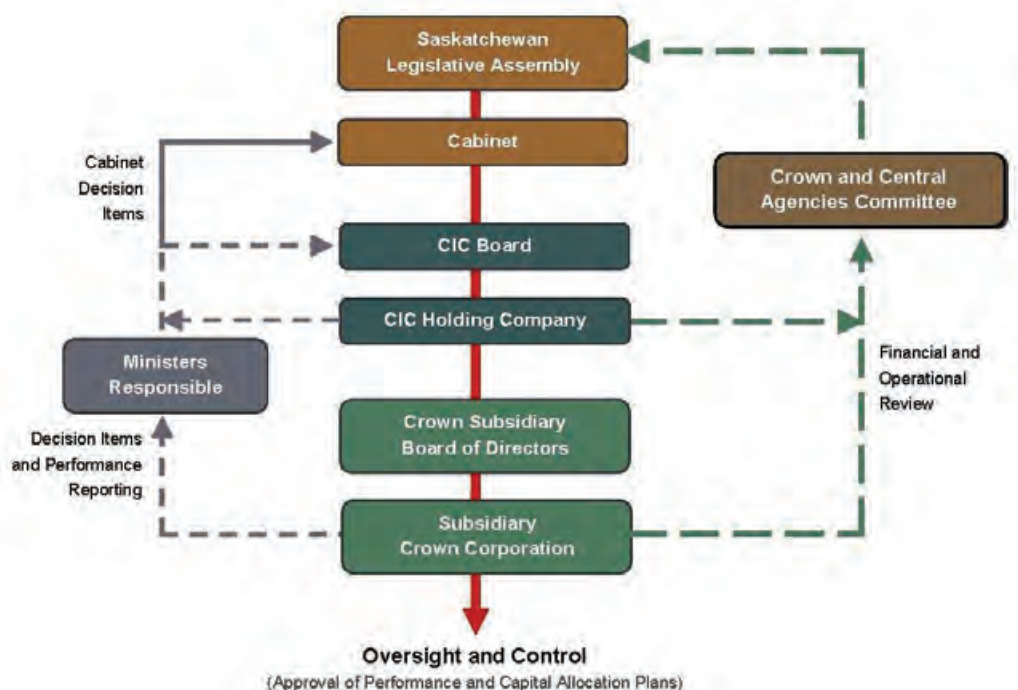 Saskatchewan
Legislative Assembly
Cabinet
Cabinet
Decision
Items
Crown and Central
Agencies Committee
CIC Board
CIC Holding Company
Ministers
Responsible
Financial and
Operational
Review
Crown Subsidiary
Board of Directors
Decision Items
and Performance
Reporting
Subsidiary
Crown Corporation
Oversight and Control
(Approval of Performance and Capital Allocation Plans)